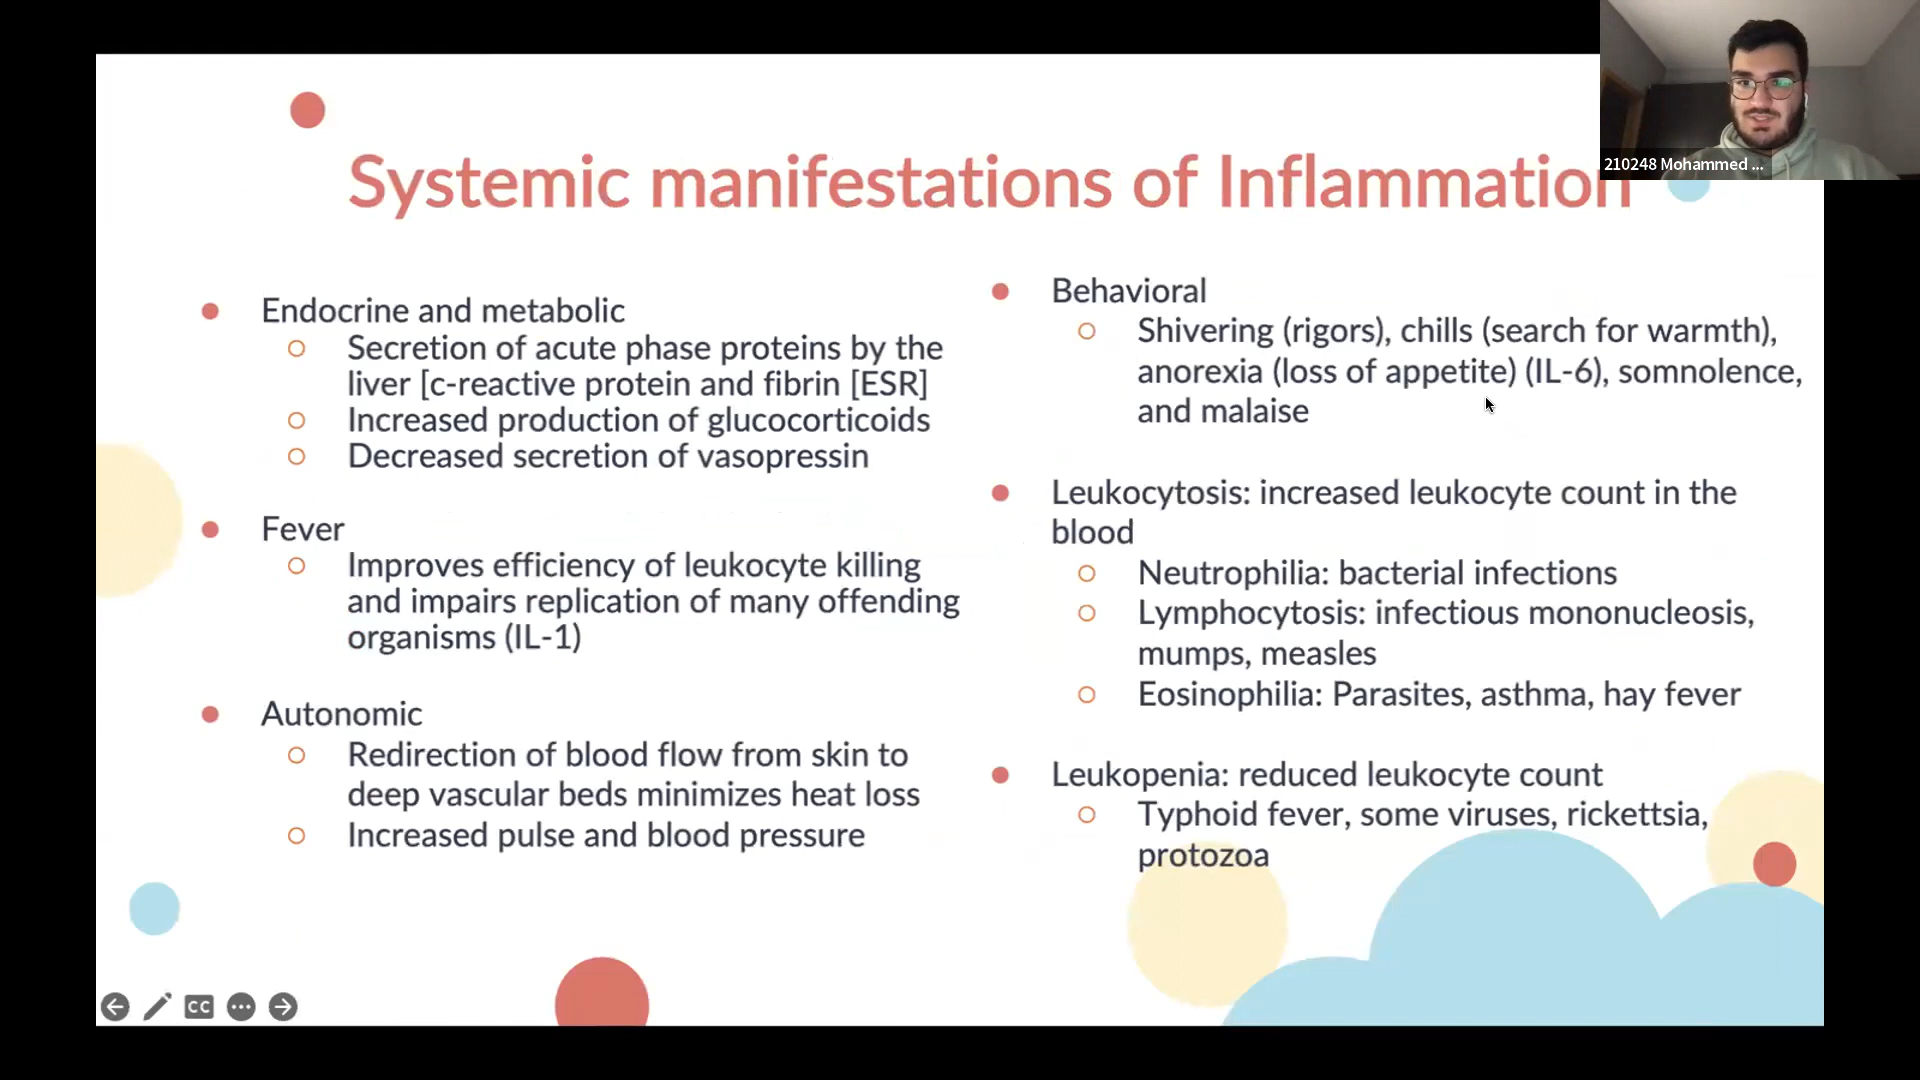 210248 Mohammed ...
Systemic manifestations of Inflammation
Endocrine and metabolic
Secretion of acute phase proteins by the
liver [c-reactive protein and fibrin [ESR]
Increased production of glucocorticoids
Decreased secretion of vasopressin
Fever
Improves efficiency of leukocyte killing
and impairs replication of many offending
organisms (IL-1)
Autonomic
Redirection of blood flow from skin to
deep vascular beds minimizes heat loss
Increased pulse and blood pressure
Behavioral
Shivering (rigors), chills (search for warmth),
anorexia (loss of appetite) (IL-6), somnolence,
and malaise
Leukocytosis: increased leukocyte count in the
blood
Neutrophilia: bacterial infections
Lymphocytosis: infectious mononucleosis,
mumps, measles
Eosinophilia: Parasites, asthma, hay fever
Leukopenia: reduced leukocyte count
Typhoid fever, some viruses, rickettsia,
protozoa
CC